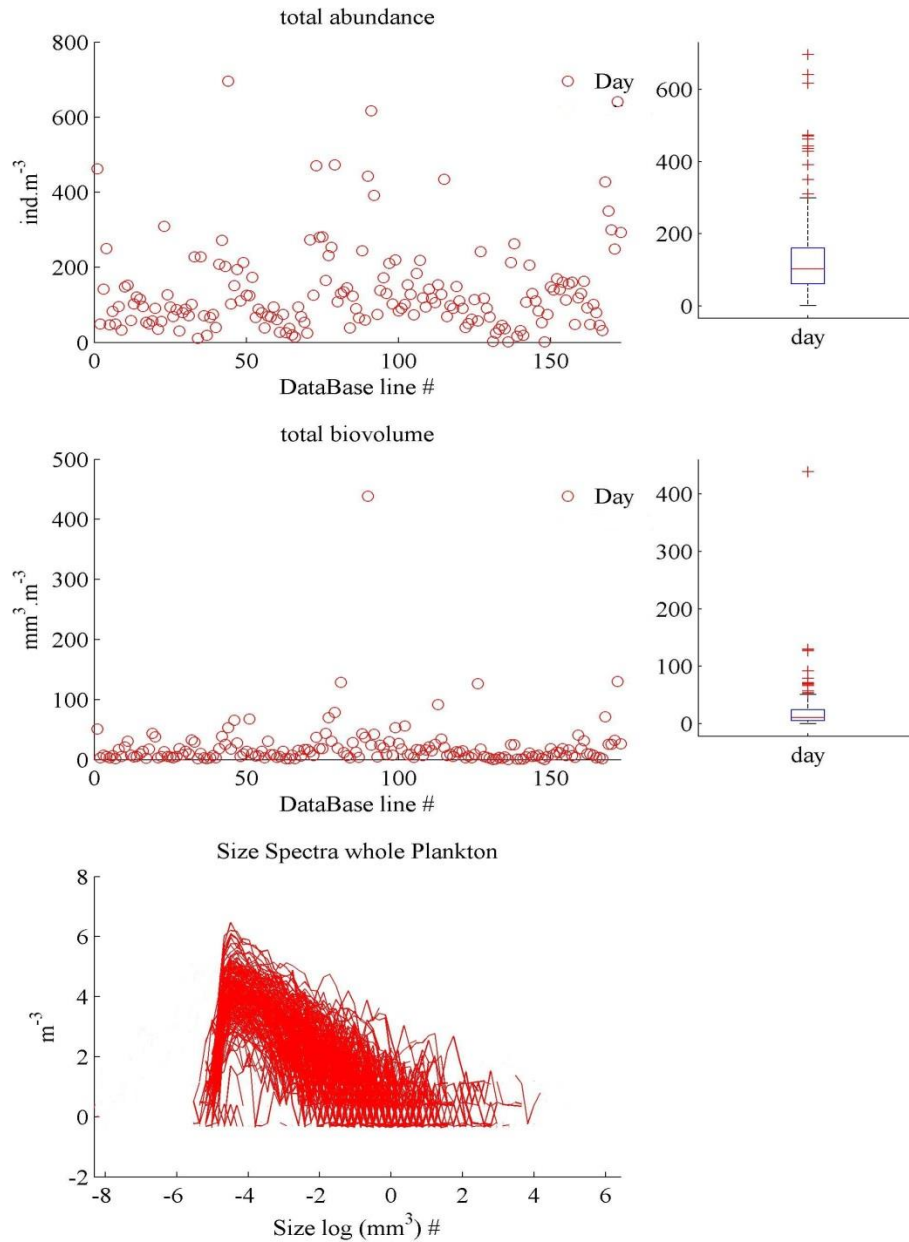 total abundance
800
600
400
200
0
ind.m-3
0 50 100 150
DataBase line #
Day
600
400
200
0
day
total biovolume
500
400
300
200
100
0
mm3.m-3
0 50 100 150
DataBase line #
Day
400
300
200
100
0
day
Size Spectra whole Plankton
8
6
4
2
0
-2
m-3
-8 -6 -4 -2 0 2 4 6
Size log (mm3) #